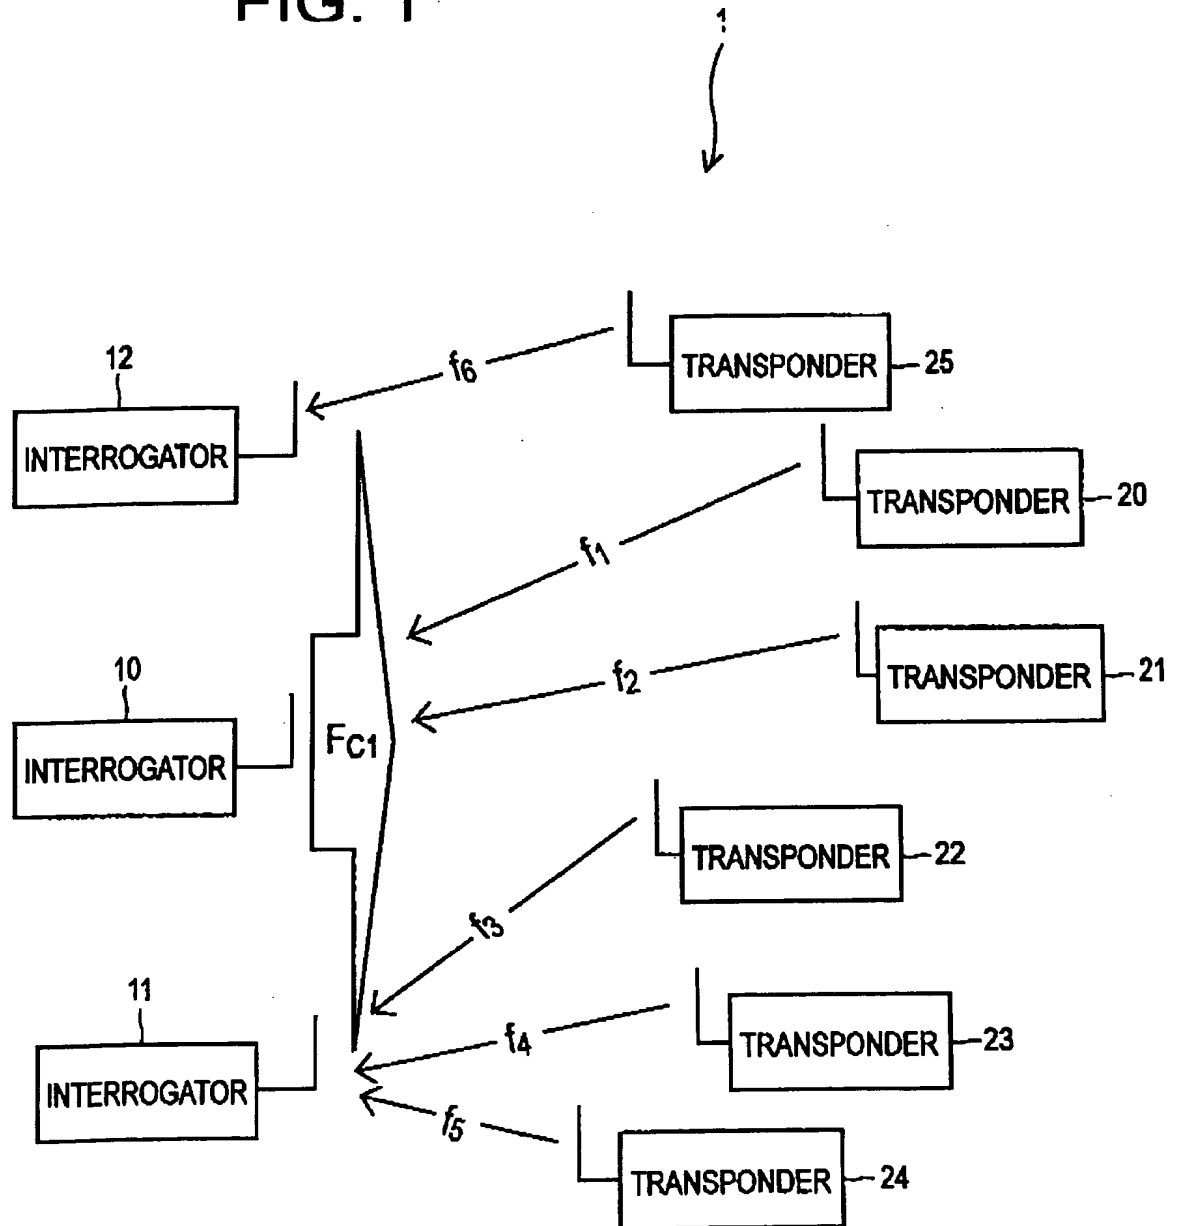 FIG. 1
1
12
INTERROGATOR
f6
TRANSPONDER
25
TRANSPONDER
20
f1
10
INTERROGATOR
FC1
f2
TRANSPONDER
21
TRANSPONDER
22
f3
11
INTERROGATOR
f4
TRANSPONDER
23
f5
TRANSPONDER
24